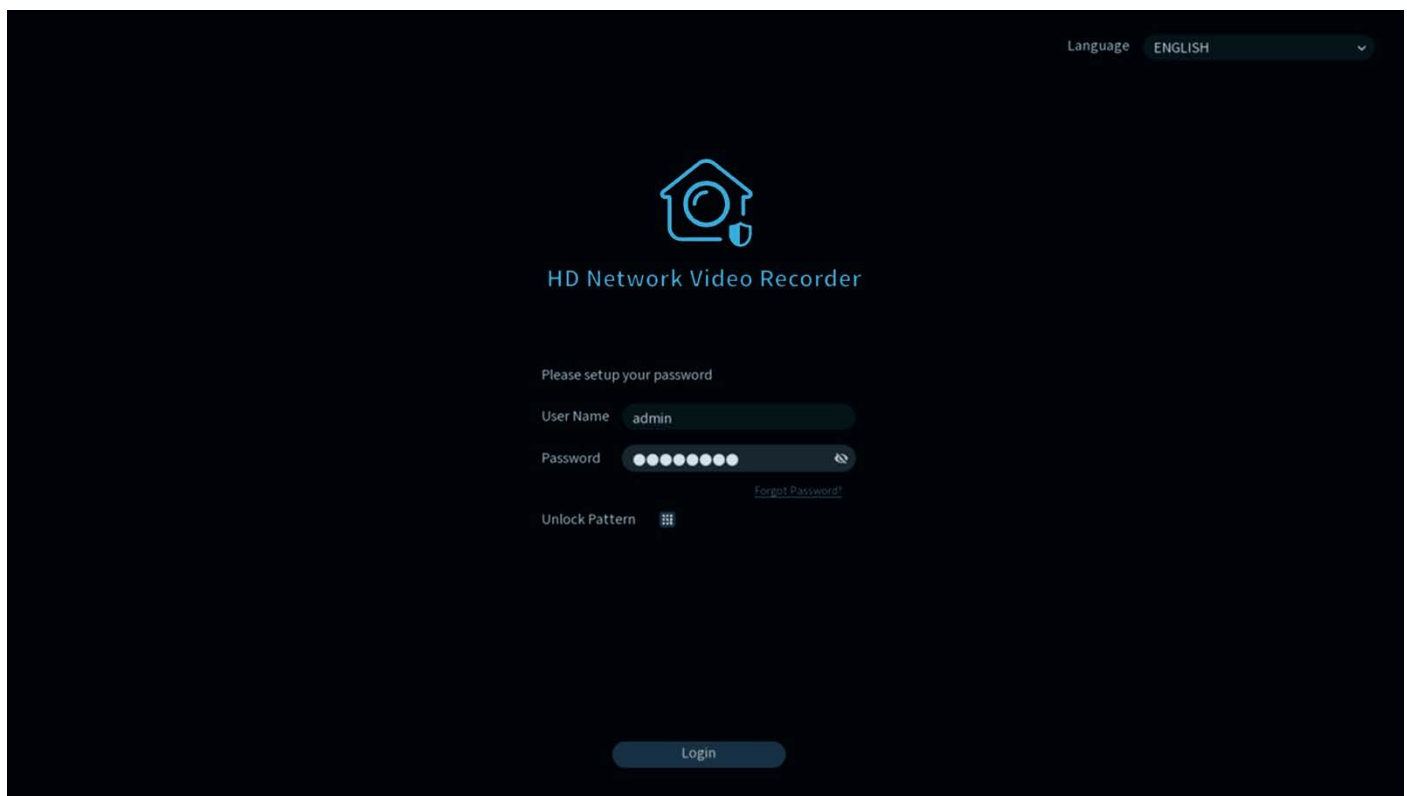 Language ENGLISH
HD Network Video Recorder
Please setup your password
User Name admin
Password ●●●●●●●●
Forgot Password?
Unlock Pattern
Login